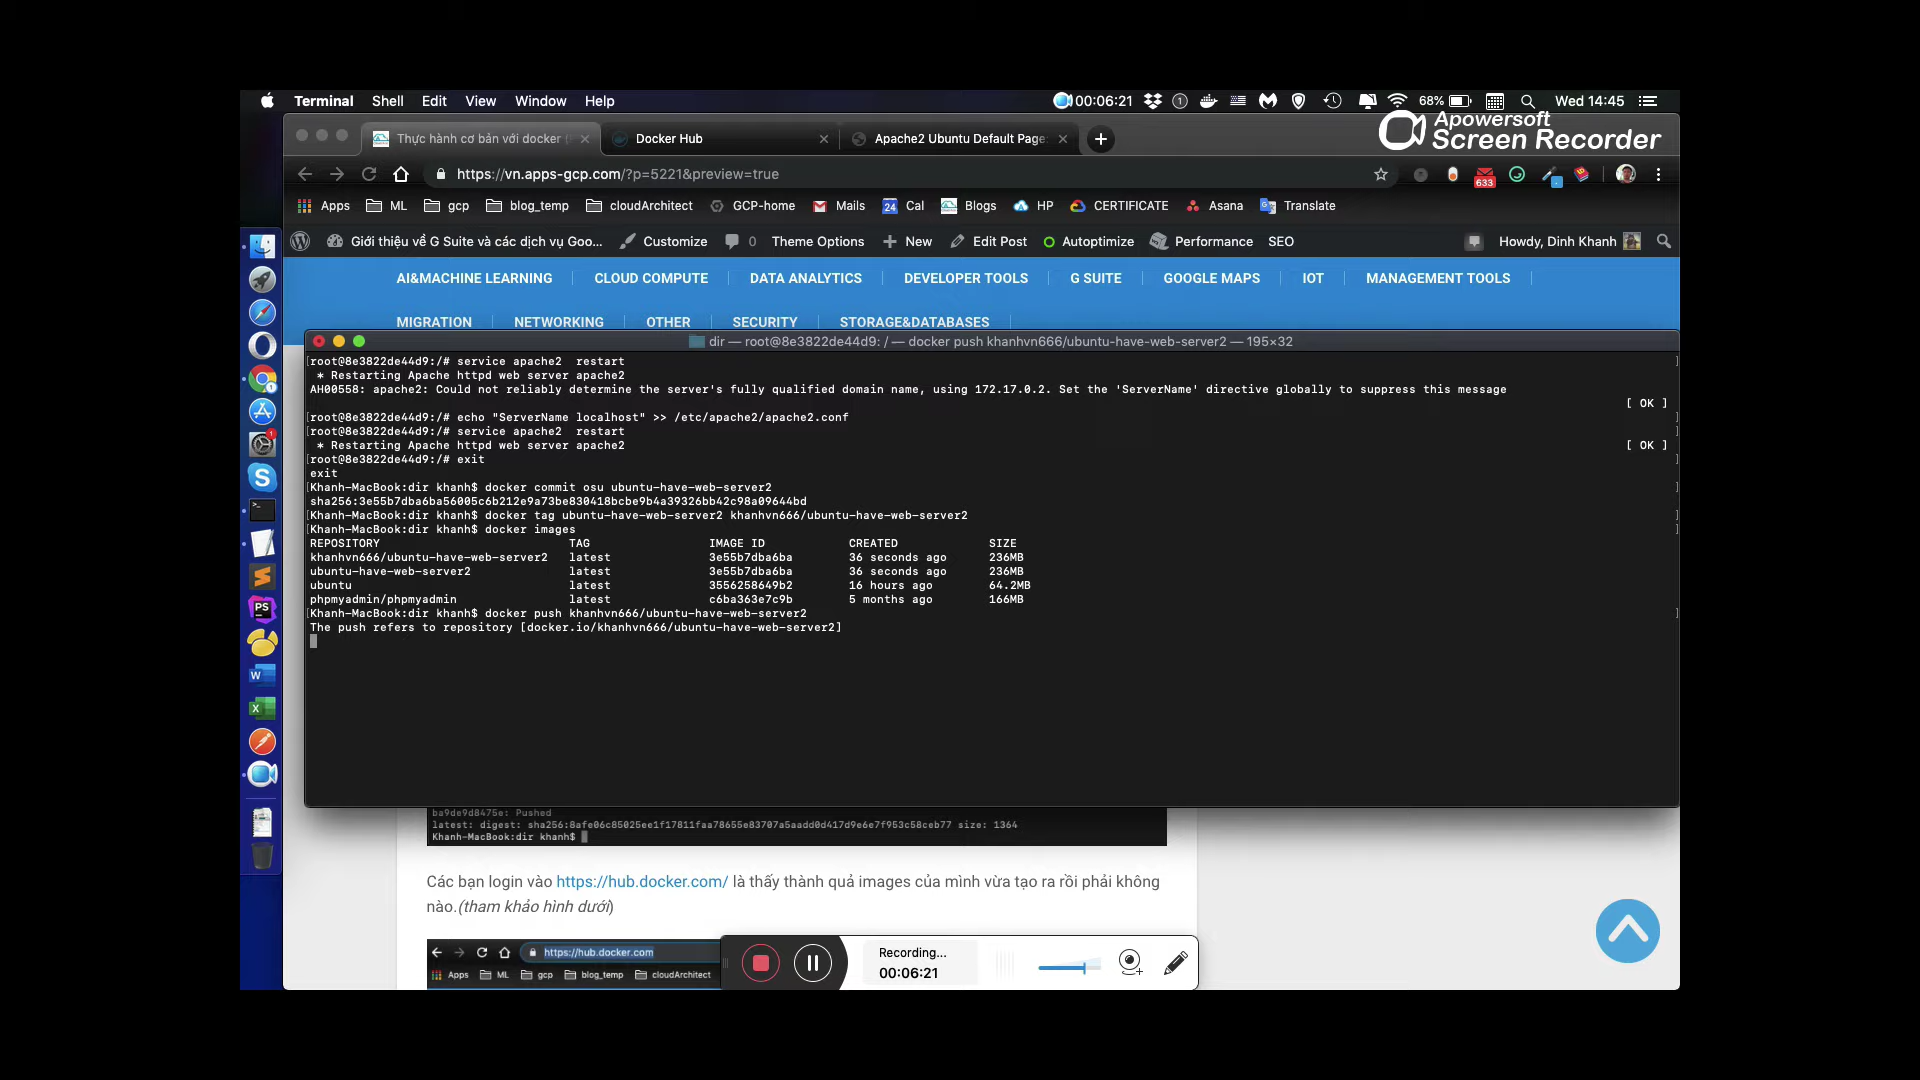 Terminal Shell Edit View Window Help 00:06:21 68% Wed 14:45
Apowersoft
Screen Recorder
Thực hành cơ bản với docker ( Docker Hub Apache2 Ubuntu Default Page:
https://vn.apps-gcp.com/?p=5221&preview=true 633
Apps ML gcp blog_temp cloudArchitect GCP-home Mails 24 Cal Blogs HP CERTIFICATE Asana Translate
Giới thiệu về G Suite và các dịch vụ Goo... Customize 0 Theme Options New Edit Post Autoptimize Performance SEO Howdy, Dinh Khanh
AI&MACHINE LEARNING CLOUD COMPUTE DATA ANALYTICS DEVELOPER TOOLS G SUITE GOOGLE MAPS IOT MANAGEMENT TOOLS
MIGRATION NETWORKING OTHER SECURITY STORAGE&DATABASES
dir — root@8e3822de44d9: / — docker push khanhvn666/ubuntu-have-web-server2 — 195×32
[root@8e3822de44d9:/# service apache2  restart ]
* Restarting Apache httpd web server apache2
AH00558: apache2: Could not reliably determine the server's fully qualified domain name, using 172.17.0.2. Set the 'ServerName' directive globally to suppress this message
[ OK ]
[root@8e3822de44d9:/# echo "ServerName localhost" >> /etc/apache2/apache2.conf ]
[root@8e3822de44d9:/# service apache2  restart ]
* Restarting Apache httpd web server apache2 [ OK ]
[root@8e3822de44d9:/# exit ]
exit
[Khanh-MacBook:dir khanh$ docker commit osu ubuntu-have-web-server2 ]
sha256:3e55b7dba6ba56005c6b212e9a73be830418bcbe9b4a39326bb42c98a09644bd
[Khanh-MacBook:dir khanh$ docker tag ubuntu-have-web-server2 khanhvn666/ubuntu-have-web-server2 ]
[Khanh-MacBook:dir khanh$ docker images ]
REPOSITORY TAG IMAGE ID CREATED SIZE
khanhvn666/ubuntu-have-web-server2 latest 3e55b7dba6ba 36 seconds ago 236MB
ubuntu-have-web-server2 latest 3e55b7dba6ba 36 seconds ago 236MB
ubuntu latest 3556258649b2 16 hours ago 64.2MB
phpmyadmin/phpmyadmin latest c6ba363e7c9b 5 months ago 166MB
[Khanh-MacBook:dir khanh$ docker push khanhvn666/ubuntu-have-web-server2 ]
The push refers to repository [docker.io/khanhvn666/ubuntu-have-web-server2]
ba9de9d8475e: Pushed
latest: digest: sha256:8afe06c85025ee1f17811faa78655e83707a5aadd0d417d9e6e7f953c58ceb77 size: 1364
Khanh-MacBook:dir khanh$
Các bạn login vào https://hub.docker.com/ là thấy thành quả images của mình vừa tạo ra rồi phải không
nào.(tham khảo hình dưới)
https://hub.docker.com
Apps ML gcp blog_temp cloudArchitect
Recording...
00:06:21